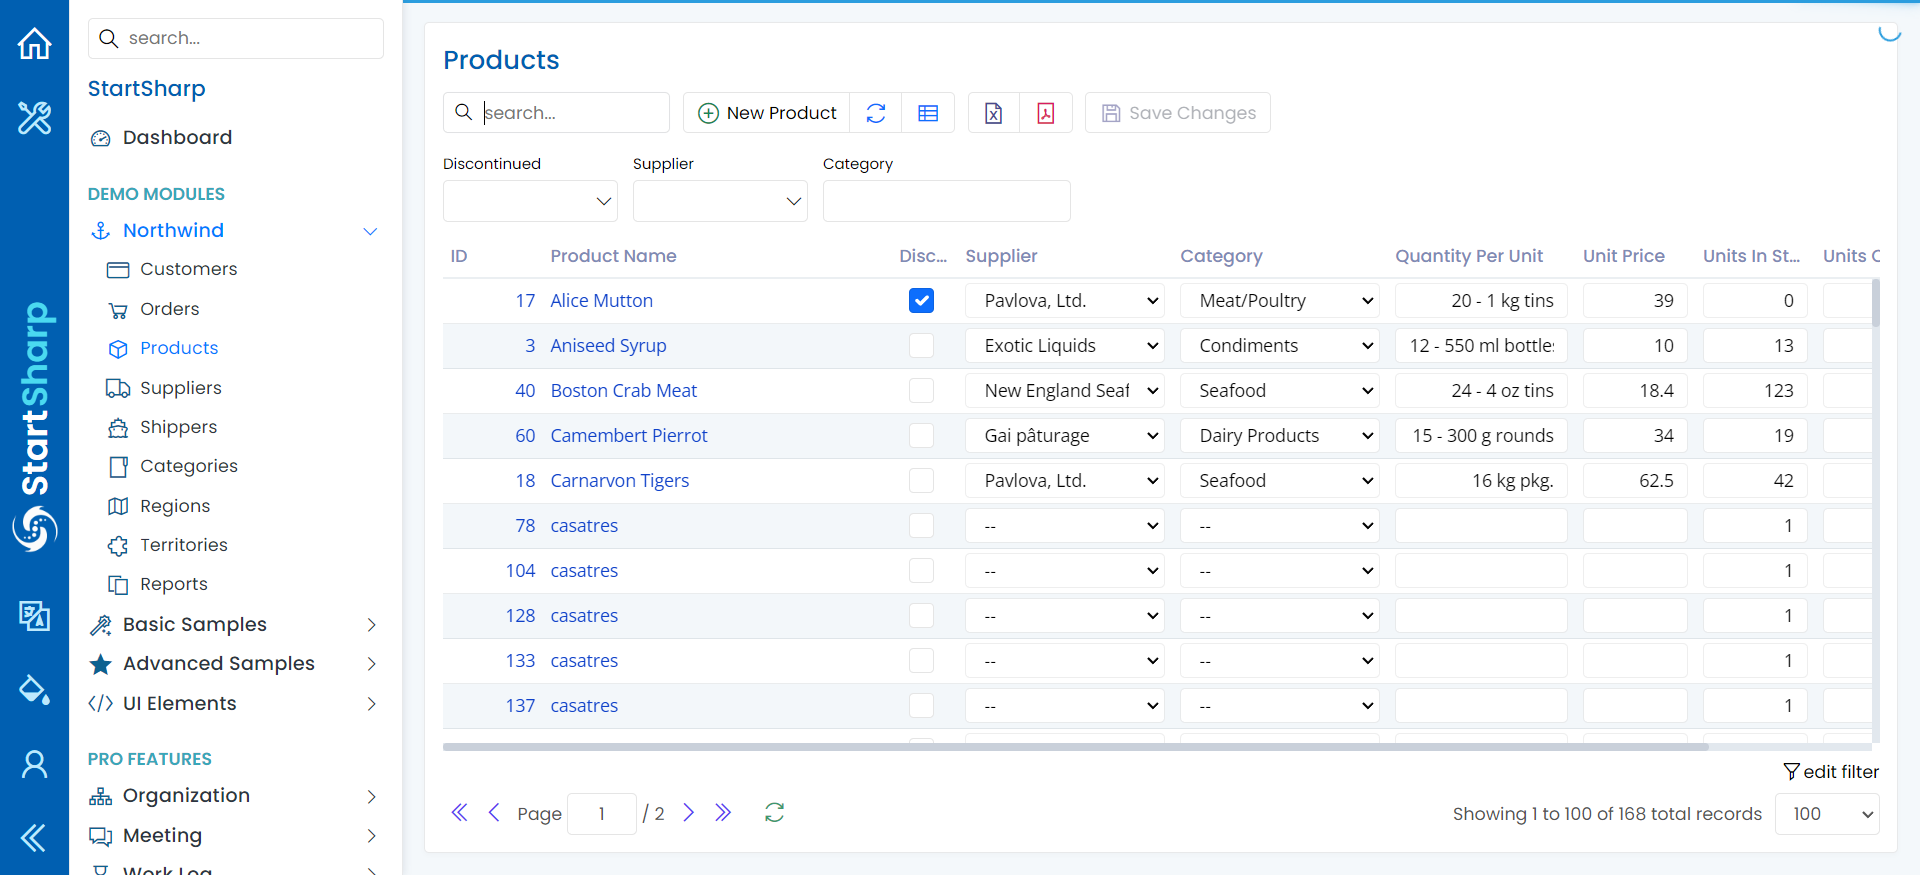 search...
StartSharp
Dashboard
DEMO MODULES
Northwind
Customers
Orders
Products
Suppliers
Shippers
Categories
Regions
Territories
Reports
Basic Samples
Advanced Samples
UI Elements
PRO FEATURES
Organization
Meeting
Work Log
StartSharp
Products
search...
New Product
Save Changes
Discontinued Supplier Category
ID Product Name Disc... Supplier Category Quantity Per Unit Unit Price Units In St... Units O
17 Alice Mutton Pavlova, Ltd. Meat/Poultry 20 - 1 kg tins 39 0
3 Aniseed Syrup Exotic Liquids Condiments 12 - 550 ml bottles 10 13
40 Boston Crab Meat New England Seaf Seafood 24 - 4 oz tins 18.4 123
60 Camembert Pierrot Gai pâturage Dairy Products 15 - 300 g rounds 34 19
18 Carnarvon Tigers Pavlova, Ltd. Seafood 16 kg pkg. 62.5 42
78 casatres -- -- 1
104 casatres -- -- 1
128 casatres -- -- 1
133 casatres -- -- 1
137 casatres -- -- 1
edit filter
Page 1 / 2
Showing 1 to 100 of 168 total records 100